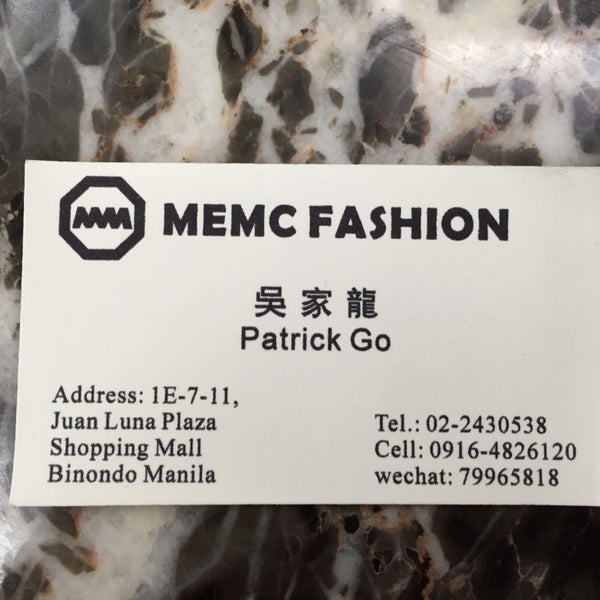 MEMC FASHION
吳家龍
Patrick Go
Address: 1E-7-11,
Juan Luna Plaza
Shopping Mall
Binondo Manila
Tel.: 02-2430538
Cell: 0916-4826120
wechat: 79965818